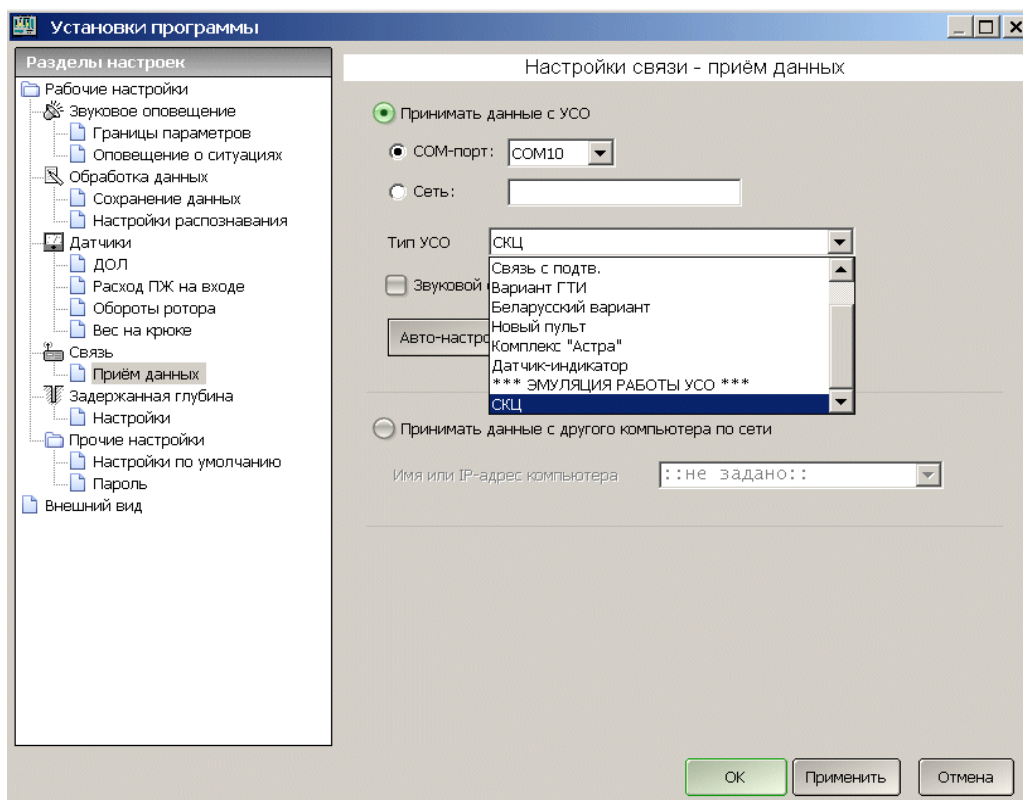 Установки программы
Разделы настроек
Рабочие настройки
Звуковое оповещение
Границы параметров
Оповещение о ситуациях
Обработка данных
Сохранение данных
Настройки распознавания
Датчики
ДОЛ
Расход ПЖ на входе
Обороты ротора
Вес на крюке
Связь
Приём данных
Задержанная глубина
Настройки
Прочие настройки
Настройки по умолчанию
Пароль
Внешний вид
Настройки связи - приём данных
Принимать данные с УСО
COM-порт: COM10
Сеть:
Тип УСО СКЦ
Связь с подтв.
Вариант ГТИ
Беларусский вариант
Новый пульт
Комплекс "Астра"
Датчик-индикатор
*** ЭМУЛЯЦИЯ РАБОТЫ УСО ***
СКЦ
Звуковой
Авто-настро
Принимать данные с другого компьютера по сети
Имя или IP-адрес компьютера ::не задано::
OK Применить Отмена